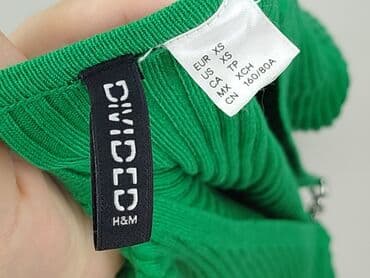 DIVIDED
H&M
EUR XS
US XS
CA TP
MX XCH
CN 160/80A